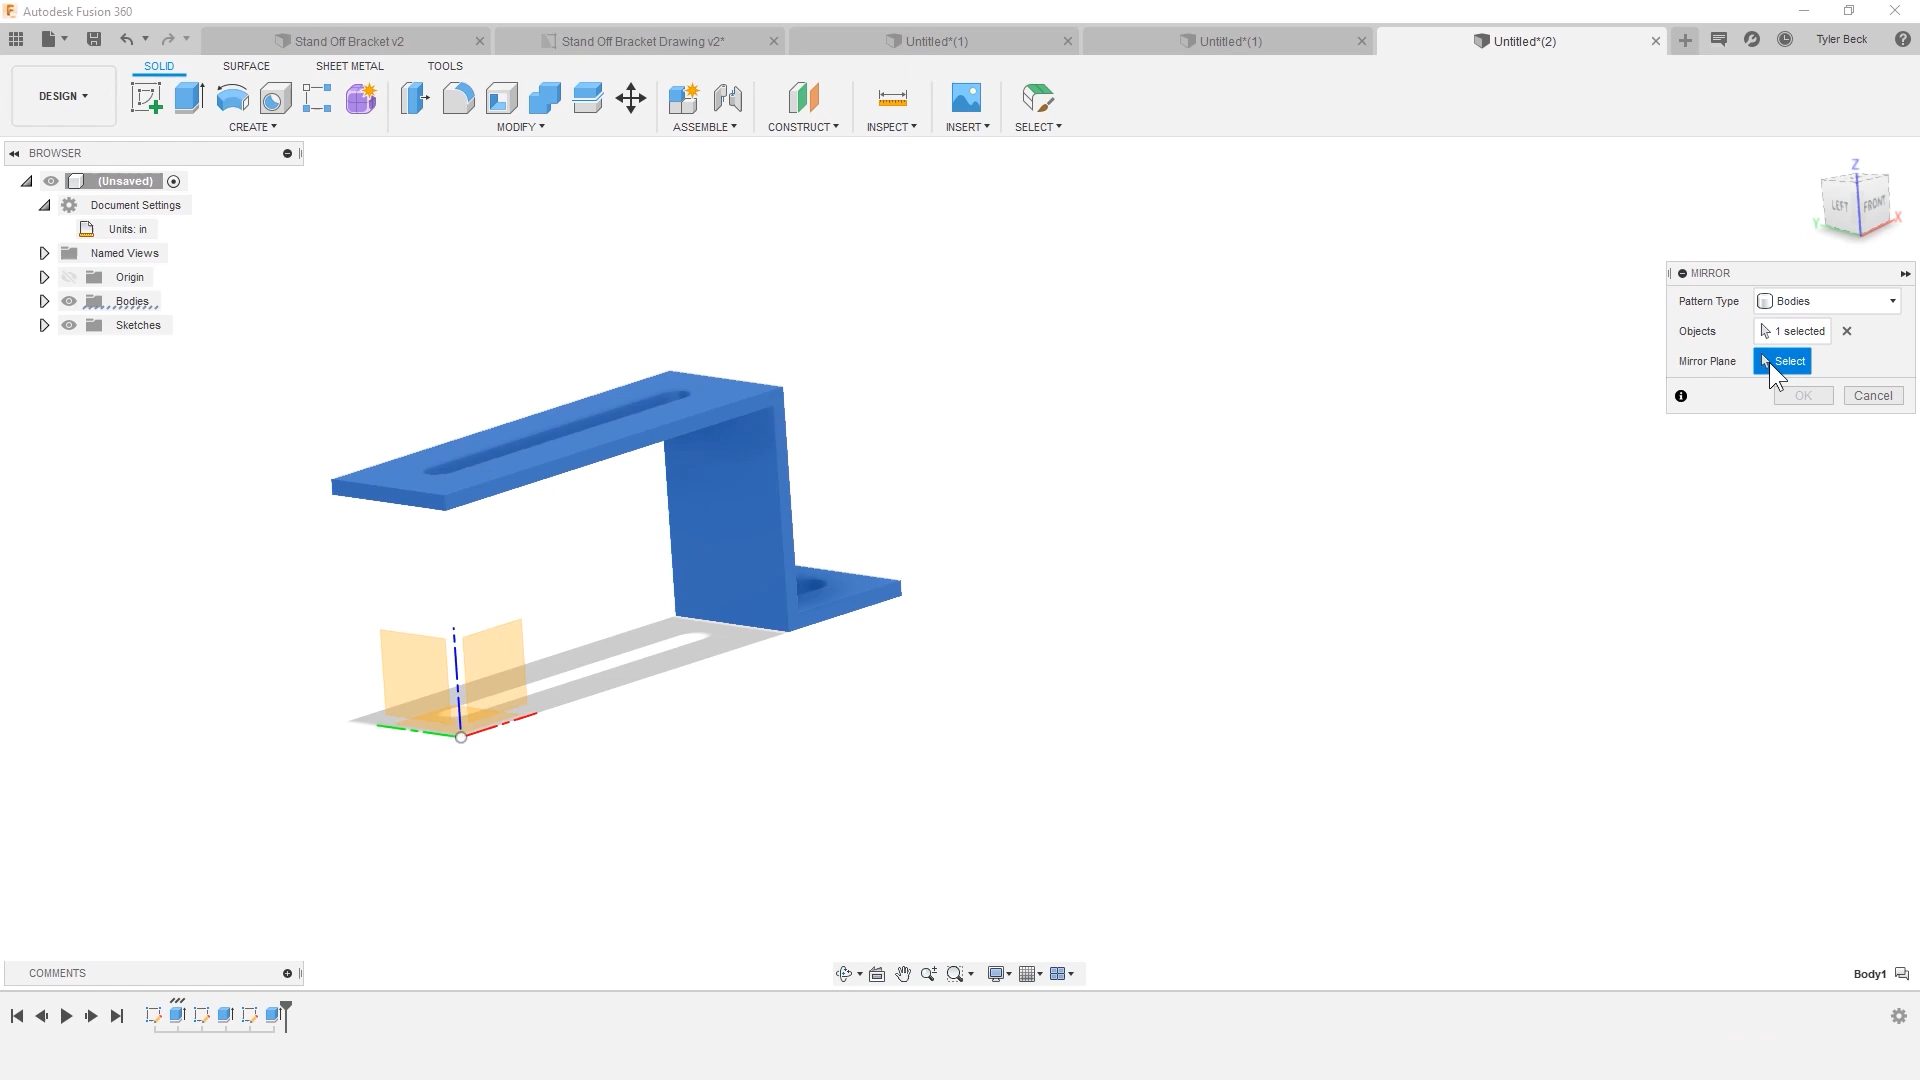 Autodesk Fusion 360
Stand Off Bracket v2
Stand Off Bracket Drawing v2*
Untitled*(1)
Untitled*(1)
Untitled*(2)
Tyler Beck
DESIGN
SOLID
SURFACE
SHEET METAL
TOOLS
CREATE
MODIFY
ASSEMBLE
CONSTRUCT
INSPECT
INSERT
SELECT
BROWSER
(Unsaved)
Document Settings
Units: in
Named Views
Origin
Bodies
Sketches
Z
LEFT
FRONT
Y
X
MIRROR
Pattern Type
Bodies
Objects
1 selected
Mirror Plane
Select
OK
Cancel
COMMENTS
Body1